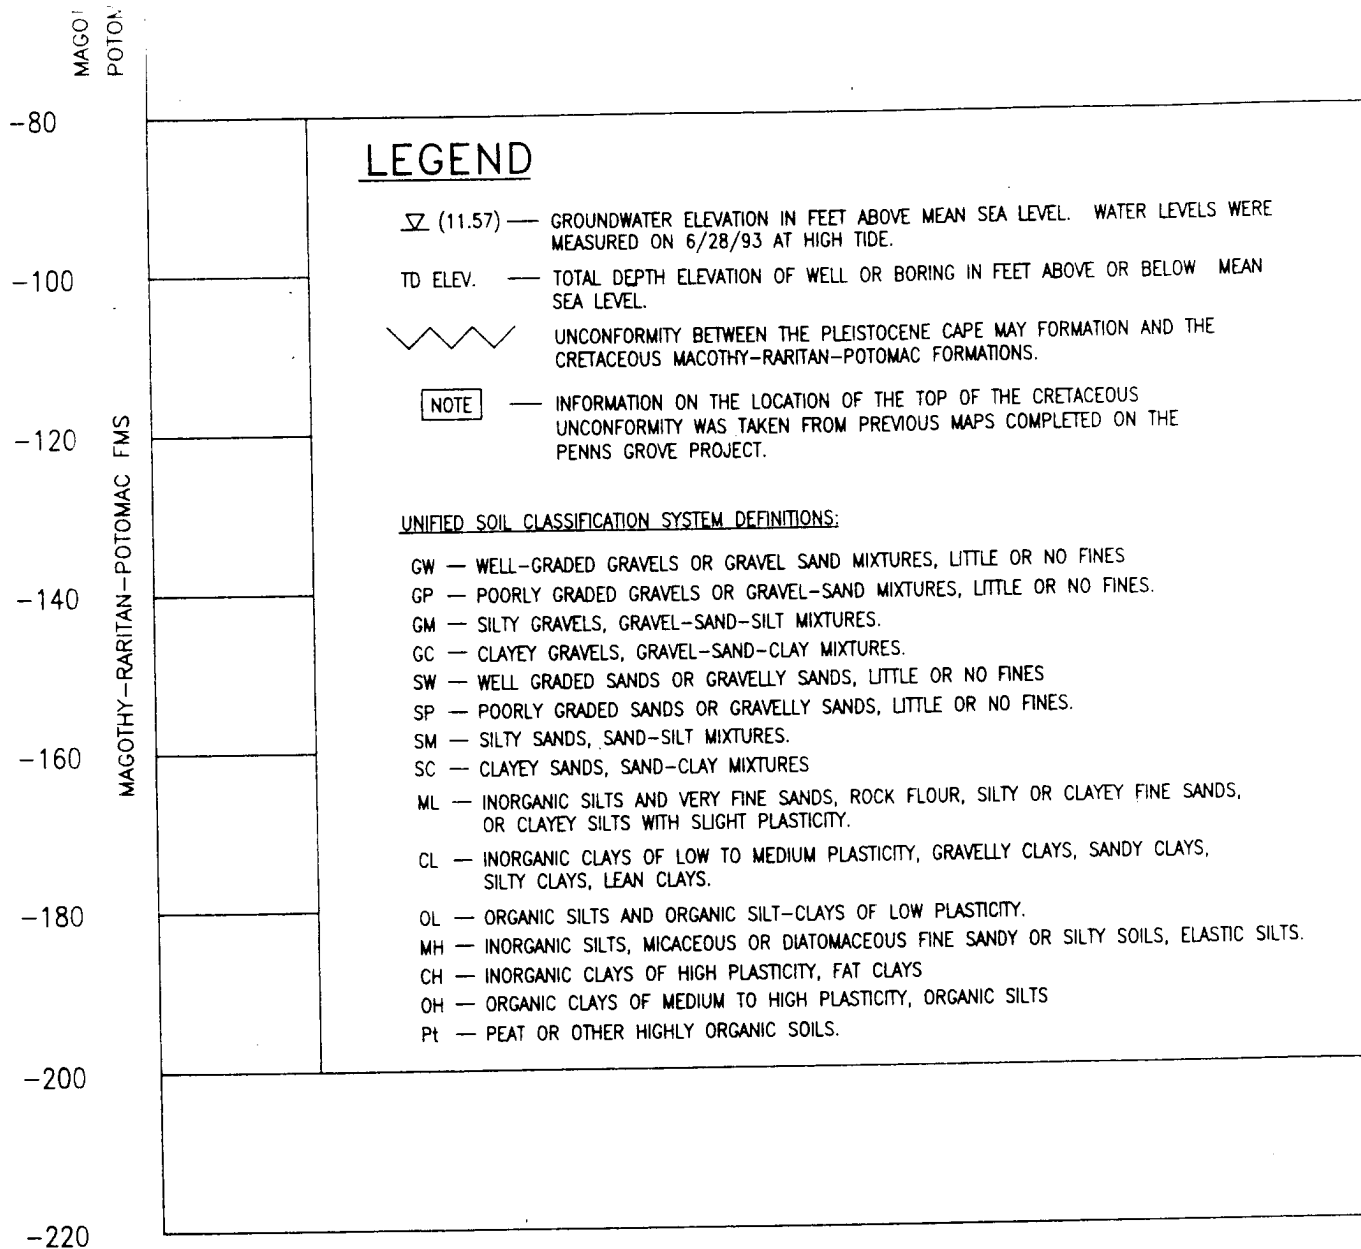 -80
-100
-120
-140
-160
-180
-200
-220
MAGOTHY-RARITAN-POTOMAC FMS
LEGEND
(11.57) — GROUNDWATER ELEVATION IN FEET ABOVE MEAN SEA LEVEL. WATER LEVELS WERE
MEASURED ON 6/28/93 AT HIGH TIDE.
TD ELEV. — TOTAL DEPTH ELEVATION OF WELL OR BORING IN FEET ABOVE OR BELOW MEAN
SEA LEVEL.
UNCONFORMITY BETWEEN THE PLEISTOCENE CAPE MAY FORMATION AND THE
CRETACEOUS MACOTHY-RARITAN-POTOMAC FORMATIONS.
NOTE — INFORMATION ON THE LOCATION OF THE TOP OF THE CRETACEOUS
UNCONFORMITY WAS TAKEN FROM PREVIOUS MAPS COMPLETED ON THE
PENNS GROVE PROJECT.
UNIFIED SOIL CLASSIFICATION SYSTEM DEFINITIONS:
GW — WELL-GRADED GRAVELS OR GRAVEL SAND MIXTURES, LITTLE OR NO FINES
GP — POORLY GRADED GRAVELS OR GRAVEL-SAND MIXTURES, LITTLE OR NO FINES.
GM — SILTY GRAVELS, GRAVEL-SAND-SILT MIXTURES.
GC — CLAYEY GRAVELS, GRAVEL-SAND-CLAY MIXTURES.
SW — WELL GRADED SANDS OR GRAVELLY SANDS, LITTLE OR NO FINES
SP — POORLY GRADED SANDS OR GRAVELLY SANDS, LITTLE OR NO FINES.
SM — SILTY SANDS, SAND-SILT MIXTURES.
SC — CLAYEY SANDS, SAND-CLAY MIXTURES
ML — INORGANIC SILTS AND VERY FINE SANDS, ROCK FLOUR, SILTY OR CLAYEY FINE SANDS,
OR CLAYEY SILTS WITH SLIGHT PLASTICITY.
CL — INORGANIC CLAYS OF LOW TO MEDIUM PLASTICITY, GRAVELLY CLAYS, SANDY CLAYS,
SILTY CLAYS, LEAN CLAYS.
OL — ORGANIC SILTS AND ORGANIC SILT-CLAYS OF LOW PLASTICITY.
MH — INORGANIC SILTS, MICACEOUS OR DIATOMACEOUS FINE SANDY OR SILTY SOILS, ELASTIC SILTS.
CH — INORGANIC CLAYS OF HIGH PLASTICITY, FAT CLAYS
OH — ORGANIC CLAYS OF MEDIUM TO HIGH PLASTICITY, ORGANIC SILTS
Pt — PEAT OR OTHER HIGHLY ORGANIC SOILS.